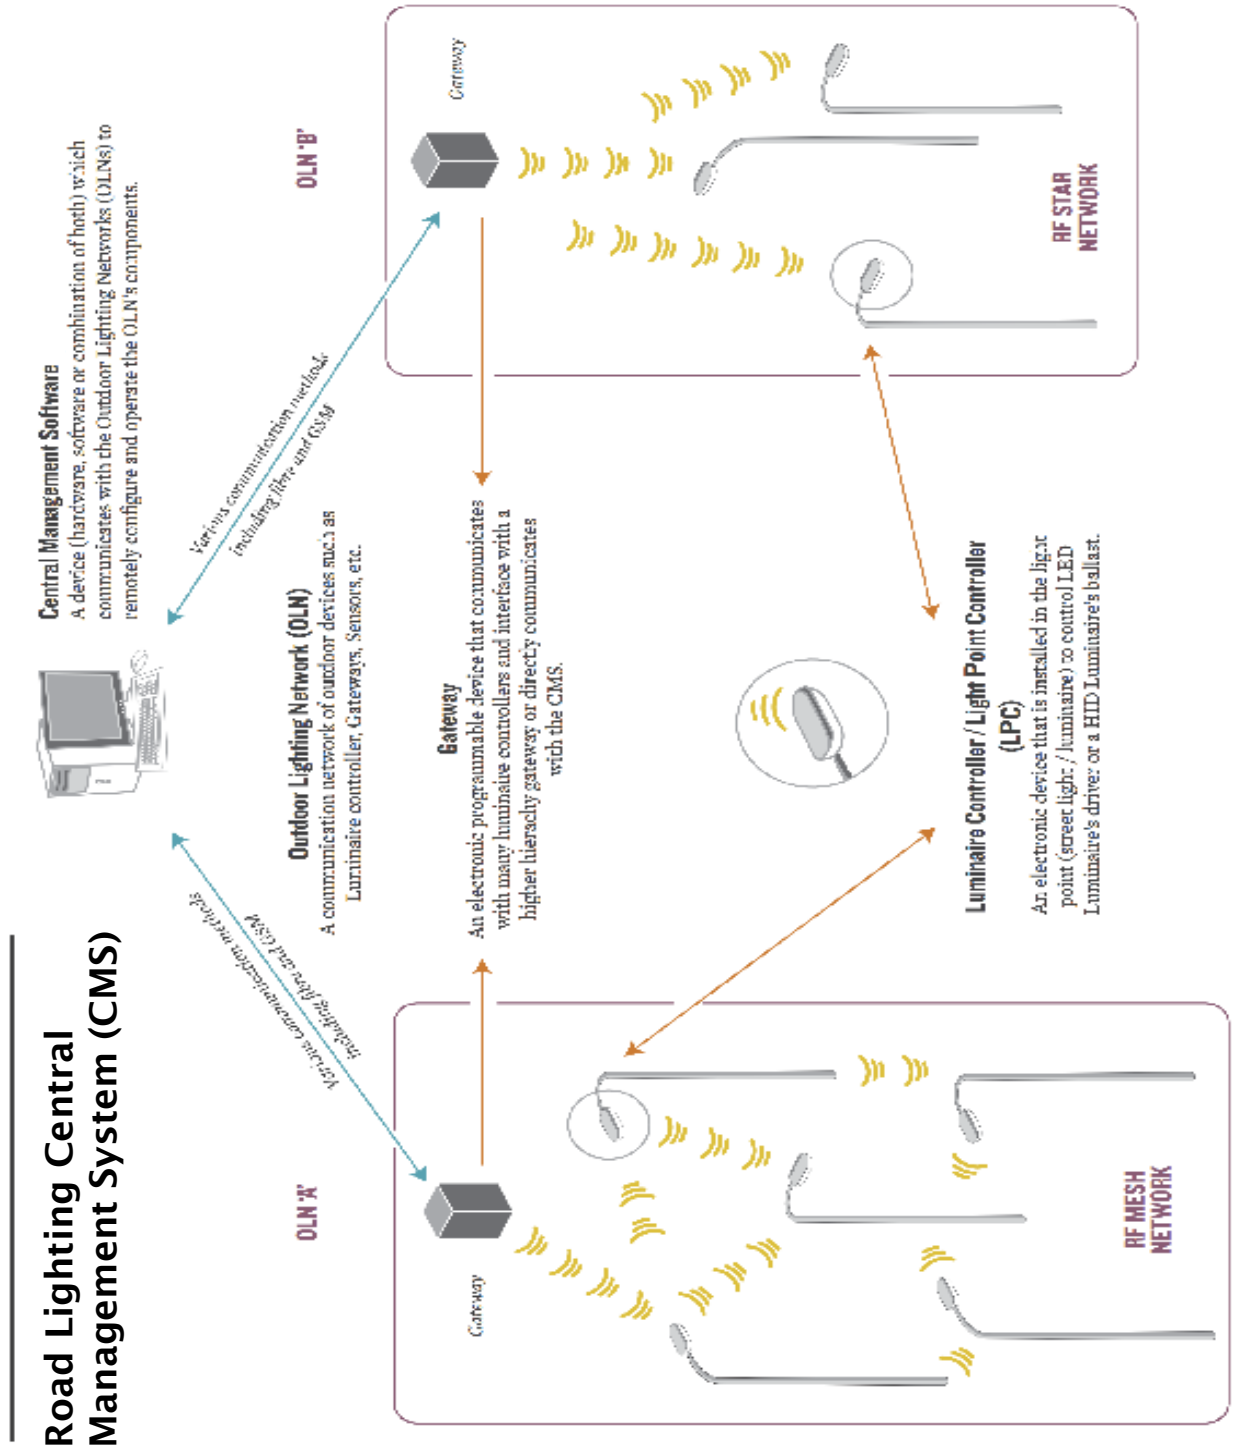 Road Lighting Central
Management System (CMS)
Central Management Software
A device (hardware, software or combination of both) which
communicates with the Outdoor Lighting Networks (OLNs) to
remotely configure and operate the OLN's components.
Various communication methods
including fibre and GSM
Various communication methods
including fibre and GSM
Outdoor Lighting Network (OLN)
A communication network of outdoor devices such as
Luminaire controller, Gateways, Sensors, etc.
OLN 'A'
OLN 'B'
Gateway
Gateway
Gateway
An electronic programmable device that communicates
with many luminaire controllers and interface with a
higher hierachy gateway or directly communicates
with the CMS.
Luminaire Controller / Light Point Controller
(LPC)
An electronic device that is installed in the light
point (street light / luminaire) to control LED
Luminaire's driver or a HID Luminaire's ballast.
RF MESH
NETWORK
RF STAR
NETWORK